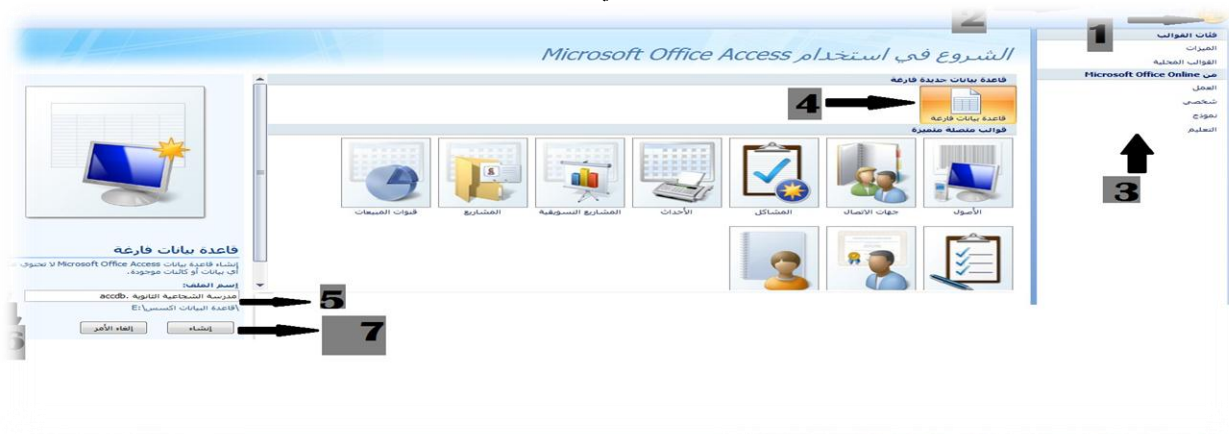 2
1
فئات القوالب
الميزات
القوالب المحلية
من Microsoft Office Online
العمل
شخصي
نموذج
التعليم
3
الشروع في استخدام Microsoft Office Access
قاعدة بيانات جديدة فارغة
4
قاعدة بيانات فارغة
قوالب متصلة متميزة
الأصول
جهات الاتصال
المشاكل
الأحداث
المشاريع التسويقية
المشاريع
قنوات المبيعات
قاعدة بيانات فارغة
إنشاء قاعدة بيانات Microsoft Office Access لا تحتوي
أي بيانات أو كائنات موجودة.
إسم الملف:
مدرسة الشجاعية الثانوية .accdb
5
E:\قاعدة البيانات اكسس\
إنشاء
إلغاء الأمر
7
6